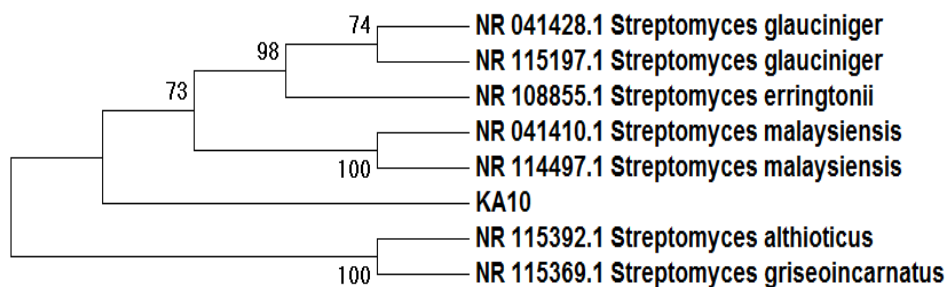 74
NR 041428.1 Streptomyces glauciniger
98
NR 115197.1 Streptomyces glauciniger
73
NR 108855.1 Streptomyces erringtonii
NR 041410.1 Streptomyces malaysiensis
100
NR 114497.1 Streptomyces malaysiensis
KA10
NR 115392.1 Streptomyces althioticus
100
NR 115369.1 Streptomyces griseoincarnatus